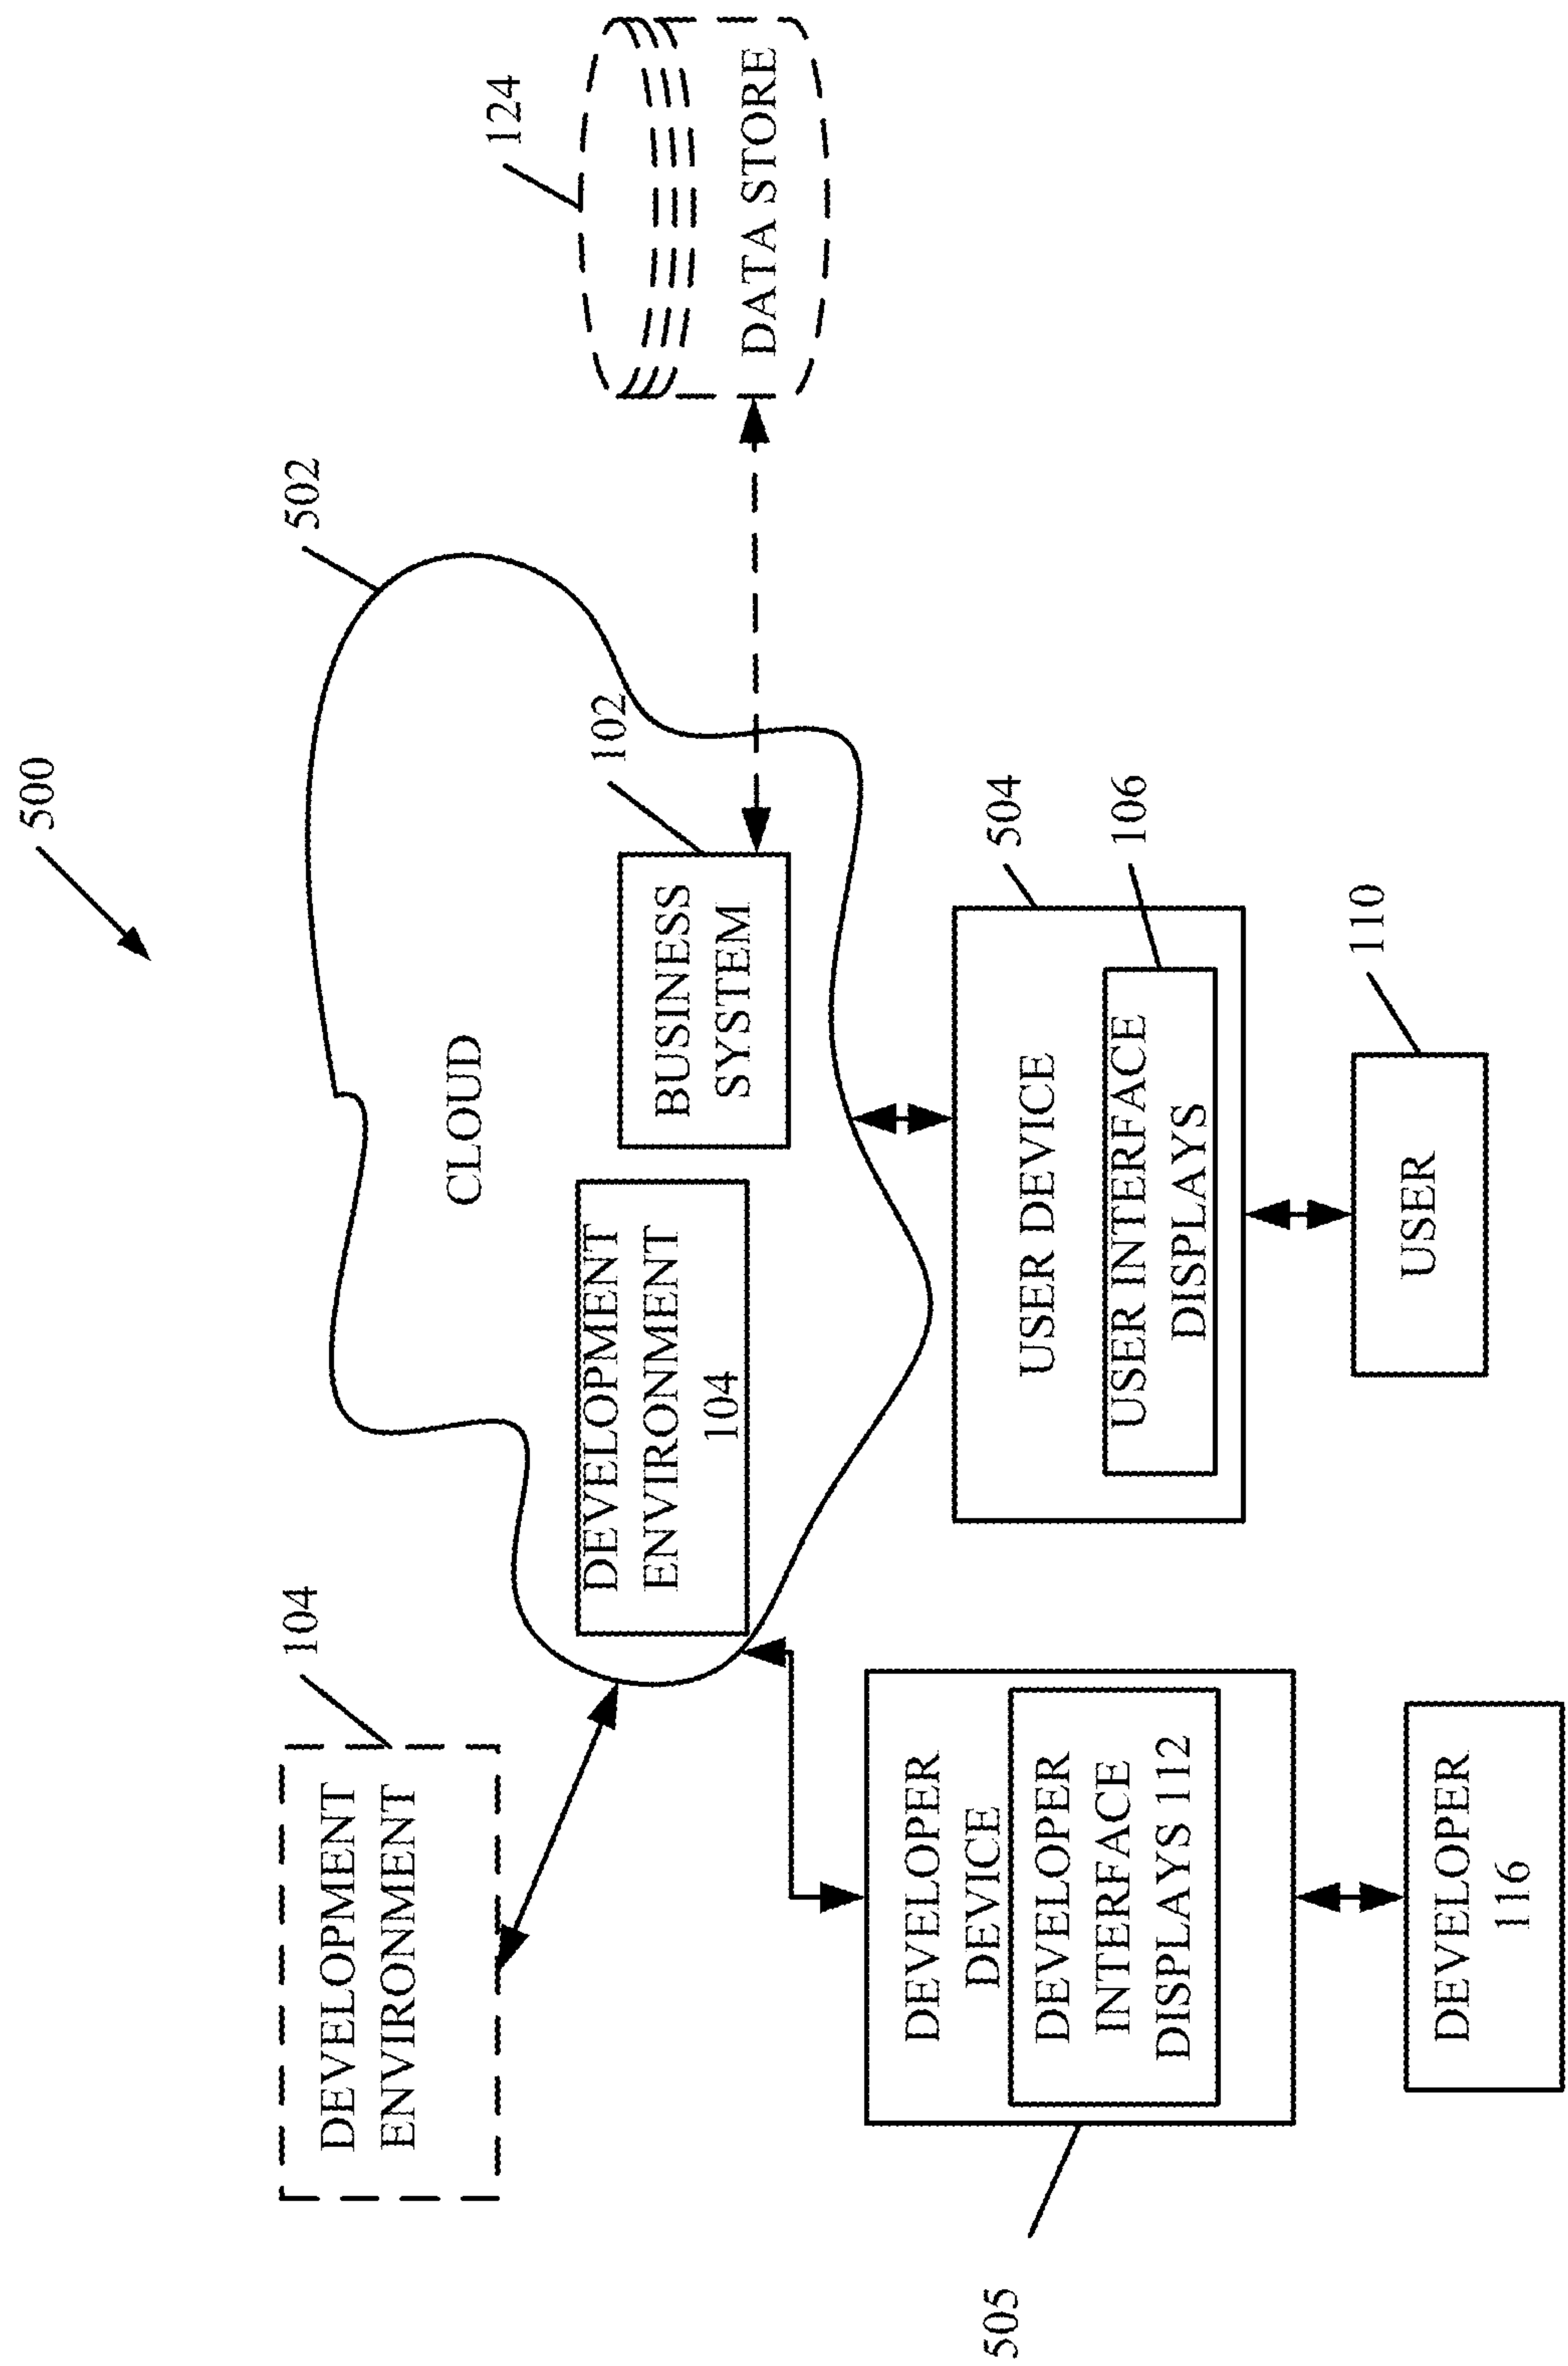 500
502
124
CLOUD
DATA STORE
104
DEVELOPMENT
ENVIRONMENT
DEVELOPMENT
ENVIRONMENT
104
102
BUSINESS
SYSTEM
504
106
USER DEVICE
USER INTERFACE
DISPLAYS
110
USER
DEVELOPER
DEVICE
DEVELOPER
INTERFACE
DISPLAYS 112
505
DEVELOPER
116